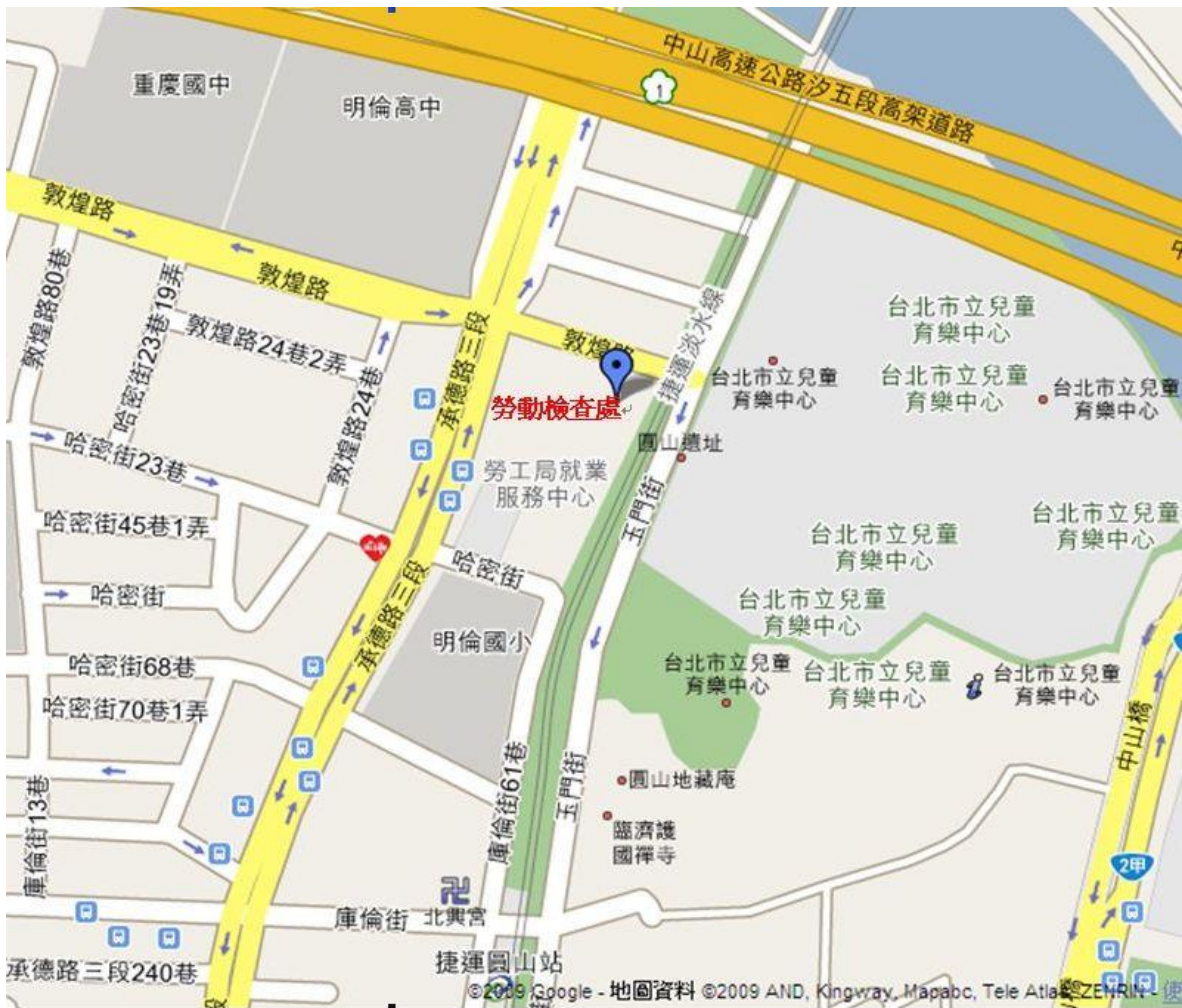 中山高速公路汐五段高架道路
1
重慶國中
明倫高中
敦煌路
敦煌路
敦煌路80巷
哈密街23巷19弄
敦煌路24巷2弄
敦煌路24巷
承德路三段
敦煌路
捷運淡水線
勞動檢查處
台北市立兒童
育樂中心
台北市立兒童
育樂中心
台北市立兒童
育樂中心
台北市立兒童
育樂中心
圓山遺址
哈密街23巷
勞工局就業
服務中心
玉門街
哈密街45巷1弄
台北市立兒童
育樂中心
台北市立兒童
育樂中心
哈密街
哈密街
台北市立兒童
育樂中心
明倫國小
承德路三段
哈密街68巷
台北市立兒童
育樂中心
台北市立兒童
育樂中心
台北市立兒童
育樂中心
哈密街70巷1弄
中山橋
庫倫街13巷
庫倫街61巷
玉門街
圓山地藏庵
臨濟護
國禪寺
2甲
庫倫街
北興宮
捷運圓山站
承德路三段240巷
段
©2009 Google - 地圖資料 ©2009 AND, Kingway, Mapabc, Tele Atlas, ZENRIN -